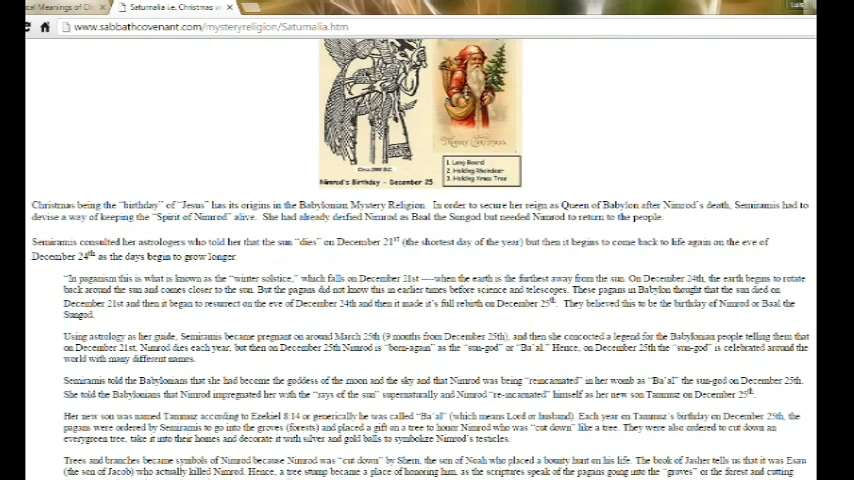 cal Meanings of Ch
Saturnalia i.e. Christmas w
Luis
www.sabbathcovenant.com/mysteryreligion/Saturnalia.htm
MERRY CHRISTMAS
Circa 2000 B.C.
1. Long Beard
2. Holding Reindeer
3. Holding Xmas Tree
Nimrod's Birthday - December 25
Christmas being the "birthday" of "Jesus" has its origins in the Babylonian Mystery Religion. In order to secure her reign as Queen of Babylon after Nimrod's death, Semiramis had to
devise a way of keeping the "Spirit of Nimrod" alive. She had already deified Nimrod as Baal the Sungod but needed Nimrod to return to the people.
Semiramis consulted her astrologers who told her that the sun "dies" on December 21st (the shortest day of the year) but then it begins to come back to life again on the eve of
December 24th as the days begin to grow longer.
"In paganism this is what is known as the "winter solstice," which falls on December 21st ----when the earth is the furthest away from the sun. On December 24th, the earth begins to rotate
back around the sun and comes closer to the sun. But the pagans did not know this in earlier times before science and telescopes. These pagans in Babylon thought that the sun died on
December 21st and then it began to resurrect on the eve of December 24th and then it made it's full rebirth on December 25th. They believed this to be the birthday of Nimrod or Baal the
Sungod.
Using astrology as her guide, Semiramis became pregnant on around March 25th (9 months from December 25th), and then she concocted a legend for the Babylonian people telling them that
on December 21st, Nimrod dies each year, but then on December 25th Nimrod is "born-again" as the "sun-god" or "Ba'al." Hence, on December 25th the "sun-god" is celebrated around the
world with many different names.
Semiramis told the Babylonians that she had become the goddess of the moon and the sky and that Nimrod was being "reincarnated" in her womb as "Ba'al" the sun-god on December 25th.
She told the Babylonians that Nimrod impregnated her with the "rays of the sun" supernaturally and Nimrod "re-incarnated" himself as her new son Tammuz on December 25th.
Her new son was named Tammuz according to Ezekiel 8:14 or generically he was called "Ba'al" (which means Lord or husband). Each year on Tammuz's birthday on December 25th, the
pagans were ordered by Semiramis to go into the groves (forests) and placed a gift on a tree to honor Nimrod who was "cut down" like a tree. They were also ordered to cut down an
evergreen tree, take it into their homes and decorate it with silver and gold balls to symbolize Nimrod's testicles.
Trees and branches became symbols of Nimrod because Nimrod was "cut down" by Shem, the son of Noah who placed a bounty hunt on his life. The book of Jasher tells us that it was Esau
(the son of Jacob) who actually killed Nimrod. Hence, a tree stump became a place of honoring him, as the scriptures speak of the pagans going into the "groves" or the forest and cutting